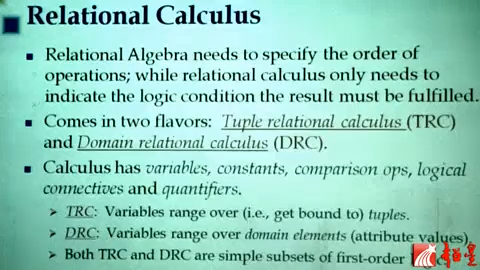 Relational Calculus
Relational Algebra needs to specify the order of
operations; while relational calculus only needs to
indicate the logic condition the result must be fulfilled.
Comes in two flavors: Tuple relational calculus (TRC)
and Domain relational calculus (DRC).
Calculus has variables, constants, comparison ops, logical
connectives and quantifiers.
TRC: Variables range over (i.e., get bound to) tuples.
DRC: Variables range over domain elements (attribute values).
Both TRC and DRC are simple subsets of first-order